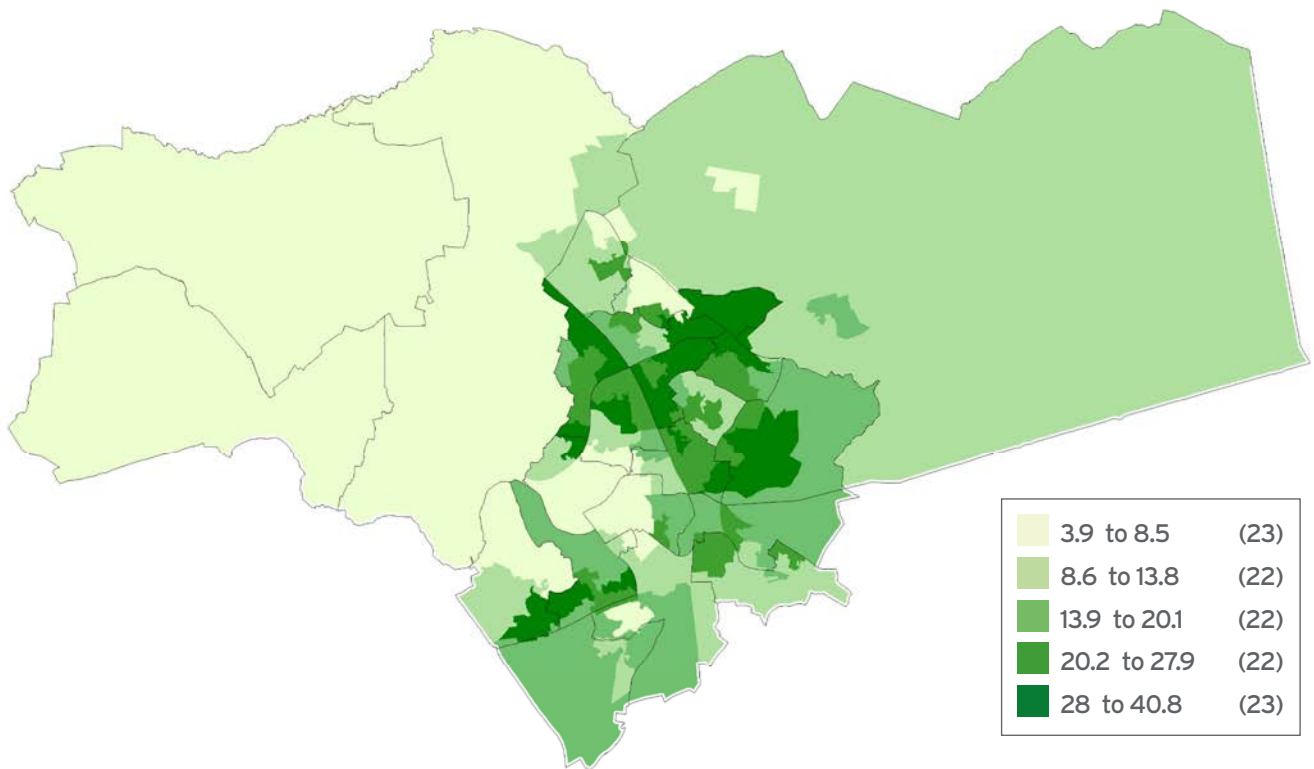 3.9 to 8.5 (23)
8.6 to 13.8 (22)
13.9 to 20.1 (22)
20.2 to 27.9 (22)
28 to 40.8 (23)